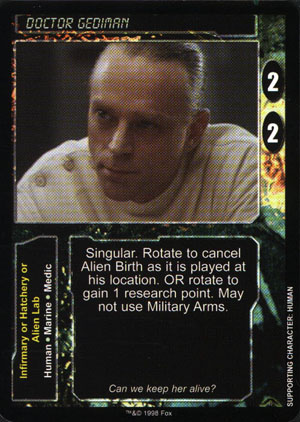 DOCTOR GEDIMAN
2
2
Infirmary or Hatchery or
Alien Lab
Human • Marine • Medic
Singular. Rotate to cancel
Alien Birth as it is played at
his location. OR rotate to
gain 1 research point. May
not use Military Arms.
Can we keep her alive?
SUPPORTING CHARACTER: HUMAN
™&© 1998 Fox